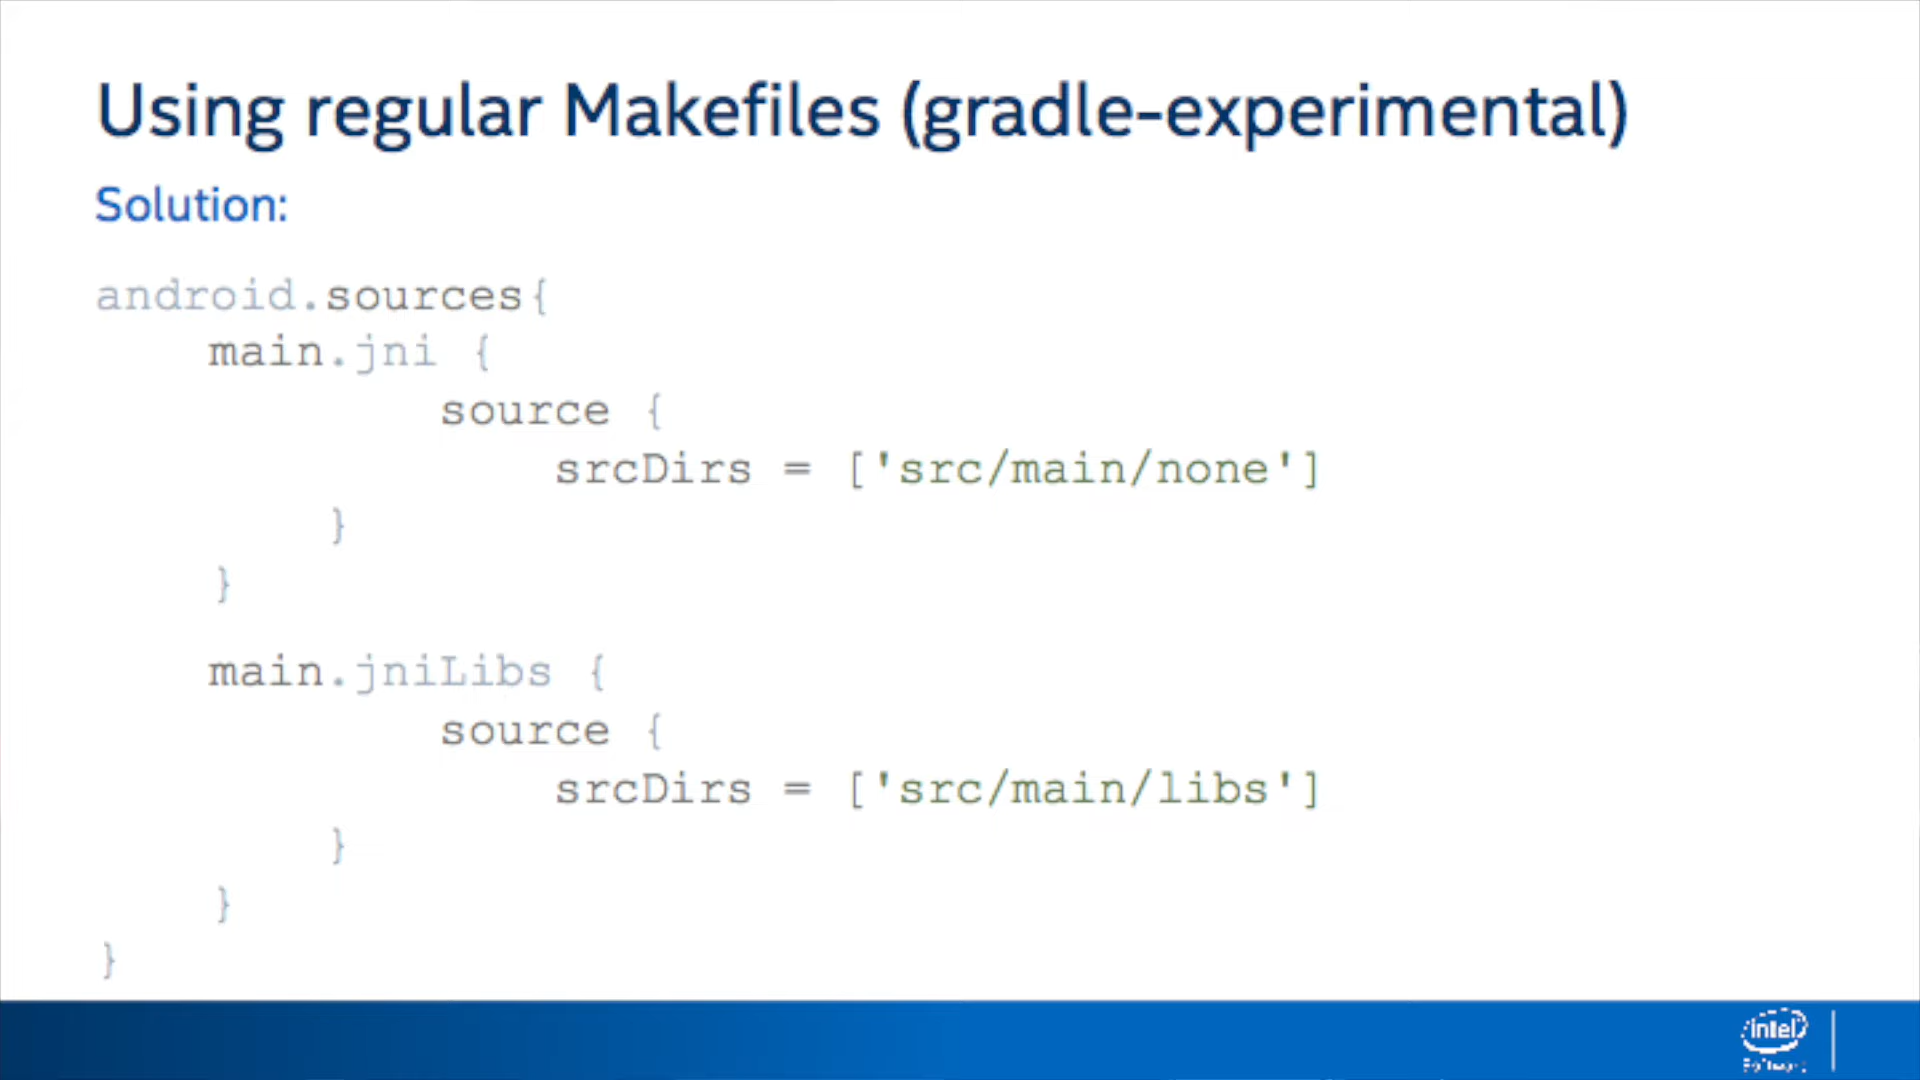 Using regular Makefiles (gradle-experimental)
Solution:
android.sources{
main.jni {
source {
srcDirs = ['src/main/none']
}
}
main.jniLibs {
source {
srcDirs = ['src/main/libs']
}
}
}
intel
Software